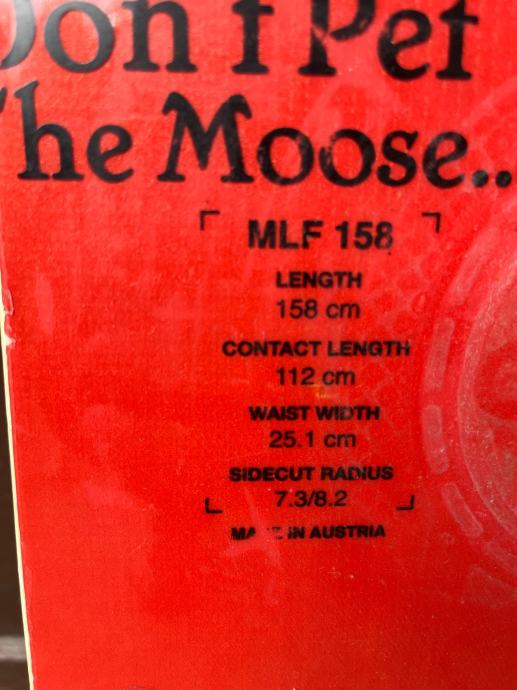 Don't Pet
The Moose..
MLF 158
LENGTH
158 cm
CONTACT LENGTH
112 cm
WAIST WIDTH
25.1 cm
SIDECUT RADIUS
7.3/8.2
MADE IN AUSTRIA